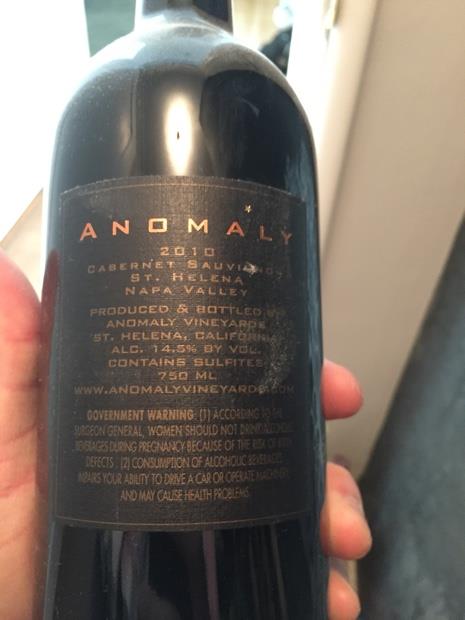 ANOMALY
2010
CABERNET SAUVIGNON
ST. HELENA
NAPA VALLEY
PRODUCED & BOTTLED BY
ANOMALY VINEYARDS
ST. HELENA, CALIFORNIA
ALC. 14.5% BY VOL.
CONTAINS SULFITES
750 ML
WWW.ANOMALYVINEYARDS.COM
GOVERNMENT WARNING: (1) ACCORDING TO THE
SURGEON GENERAL, WOMEN SHOULD NOT DRINK ALCOHOLIC
BEVERAGES DURING PREGNANCY BECAUSE OF THE RISK OF BIRTH
DEFECTS. (2) CONSUMPTION OF ALCOHOLIC BEVERAGES
IMPAIRS YOUR ABILITY TO DRIVE A CAR OR OPERATE MACHINERY,
AND MAY CAUSE HEALTH PROBLEMS.